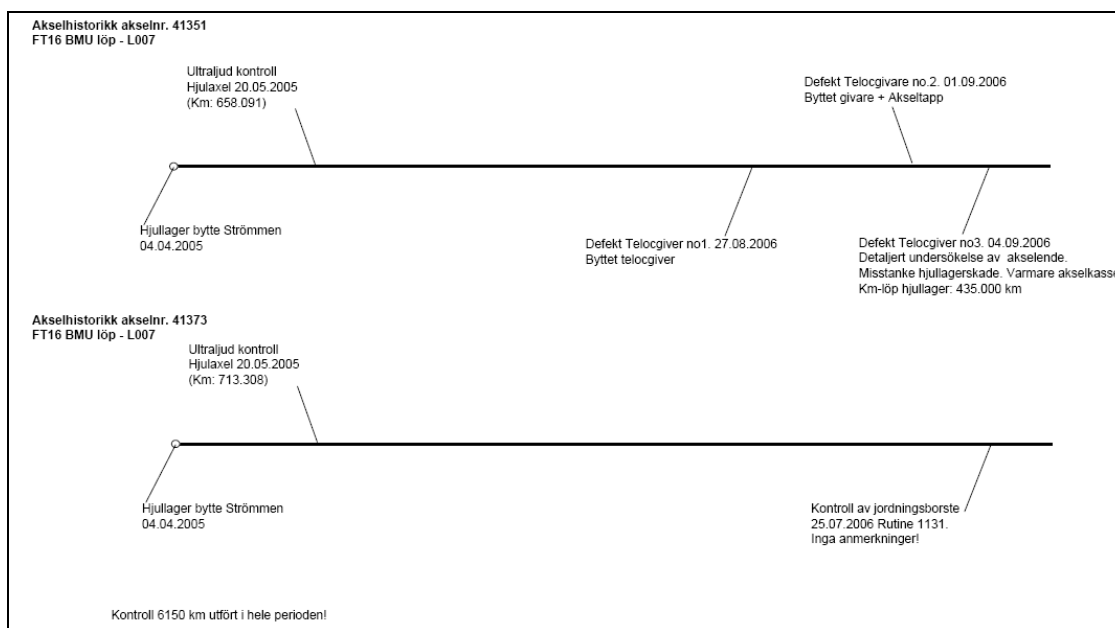 Akselhistorikk akselnr. 41351
FT16 BMU löp - L007
Ultraljud kontroll
Hjulaxel 20.05.2005
(Km: 658.091)
Defekt Telocgivare no.2. 01.09.2006
Byttet givare + Akseltapp
Hjullager bytte Strömmen
04.04.2005
Defekt Telocgiver no1. 27.08.2006
Byttet telocgiver
Defekt Telocgiver no3. 04.09.2006
Detaljert undersökelse av akselende.
Misstanke hjullagerskade. Varmare akselkasse
Km-löp hjullager: 435.000 km
Akselhistorikk akselnr. 41373
FT16 BMU löp - L007
Ultraljud kontroll
Hjulaxel 20.05.2005
(Km: 713.308)
Hjullager bytte Strömmen
04.04.2005
Kontroll av jordningsborste
25.07.2006 Rutine 1131.
Inga anmerkninger!
Kontroll 6150 km utfört i hele perioden!